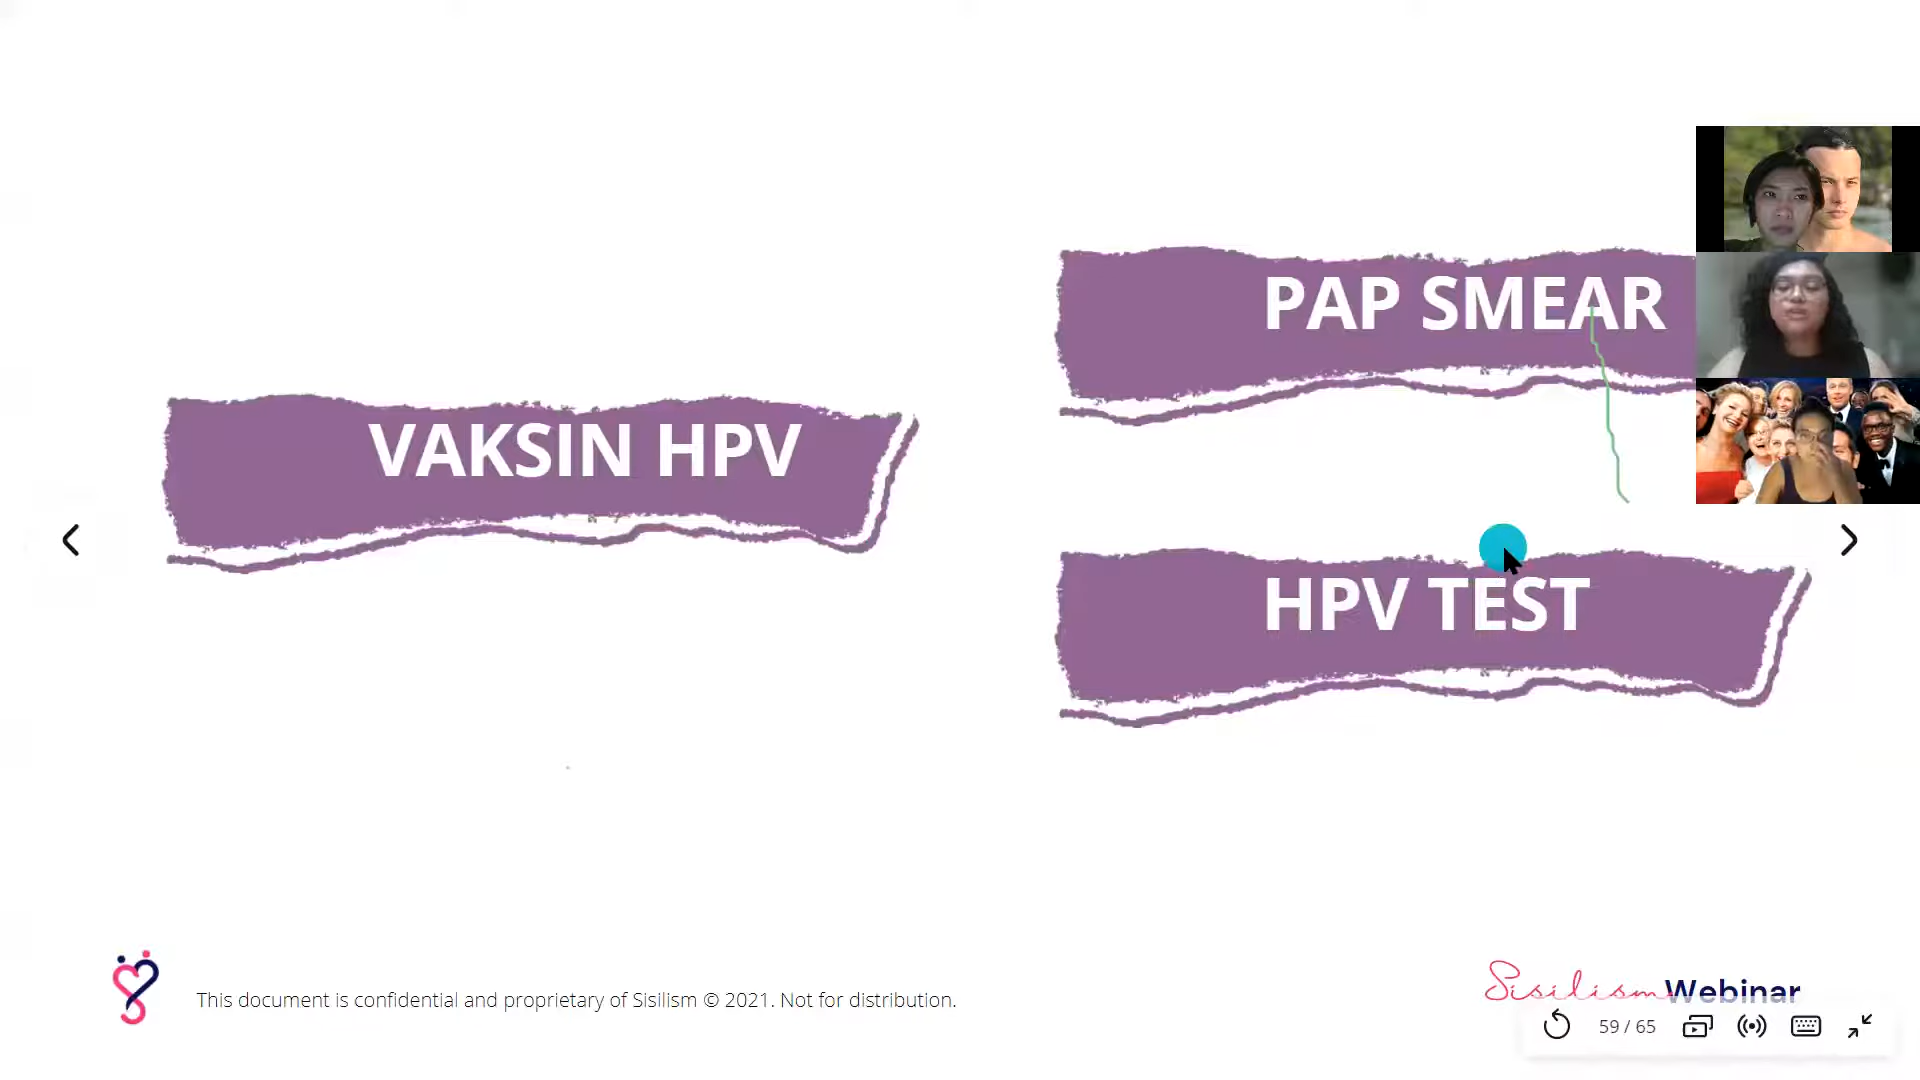 VAKSIN HPV
PAP SMEAR
HPV TEST
This document is confidential and proprietary of Sisilism © 2021. Not for distribution.
Sisilism Webinar
59 / 65